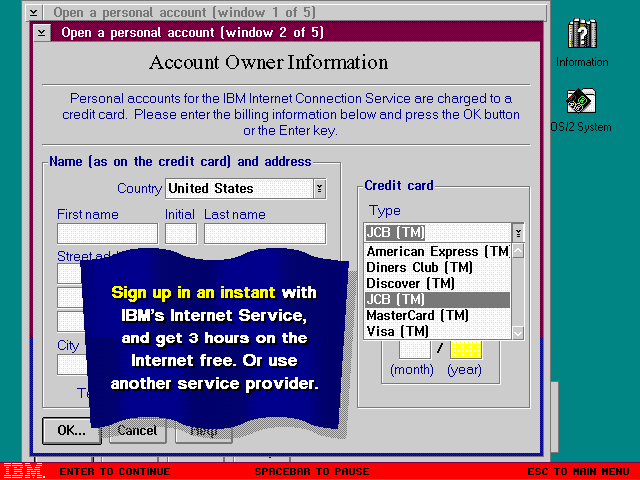 Open a personal account (window 1 of 5)
Open a personal account (window 2 of 5)
Account Owner Information
Personal accounts for the IBM Internet Connection Service are charged to a
credit card. Please enter the billing information below and press the OK button
or the Enter key.
Name (as on the credit card) and address
Country United States
First name Initial Last name
Street
City
Credit card
Type
JCB (TM)
American Express (TM)
Diners Club (TM)
Discover (TM)
JCB (TM)
MasterCard (TM)
Visa (TM)
/
(month) (year)
Sign up in an instant with
IBM's Internet Service,
and get 3 hours on the
Internet free. Or use
another service provider.
OK... Cancel Help
Information
OS/2 System
IBM. ENTER TO CONTINUE SPACEBAR TO PAUSE ESC TO MAIN MENU